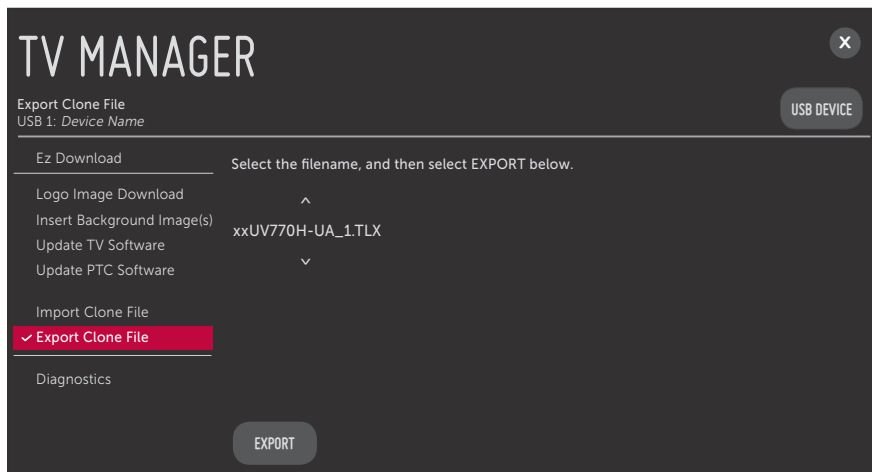 TV MANAGER
X
Export Clone File
USB 1: Device Name
USB DEVICE
Ez Download
Logo Image Download
Insert Background Image(s)
Update TV Software
Update PTC Software
Import Clone File
Export Clone File
Diagnostics
Select the filename, and then select EXPORT below.
xxUV770H-UA_1.TLX
EXPORT